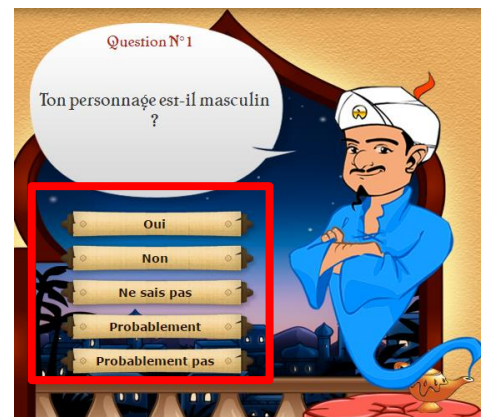 Question N°1
Ton personnage est-il masculin
?
Oui
Non
Ne sais pas
Probablement
Probablement pas